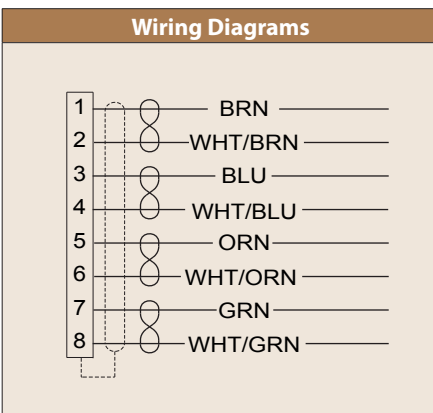 Wiring Diagrams
1 BRN
2 WHT/BRN
3 BLU
4 WHT/BLU
5 ORN
6 WHT/ORN
7 GRN
8 WHT/GRN